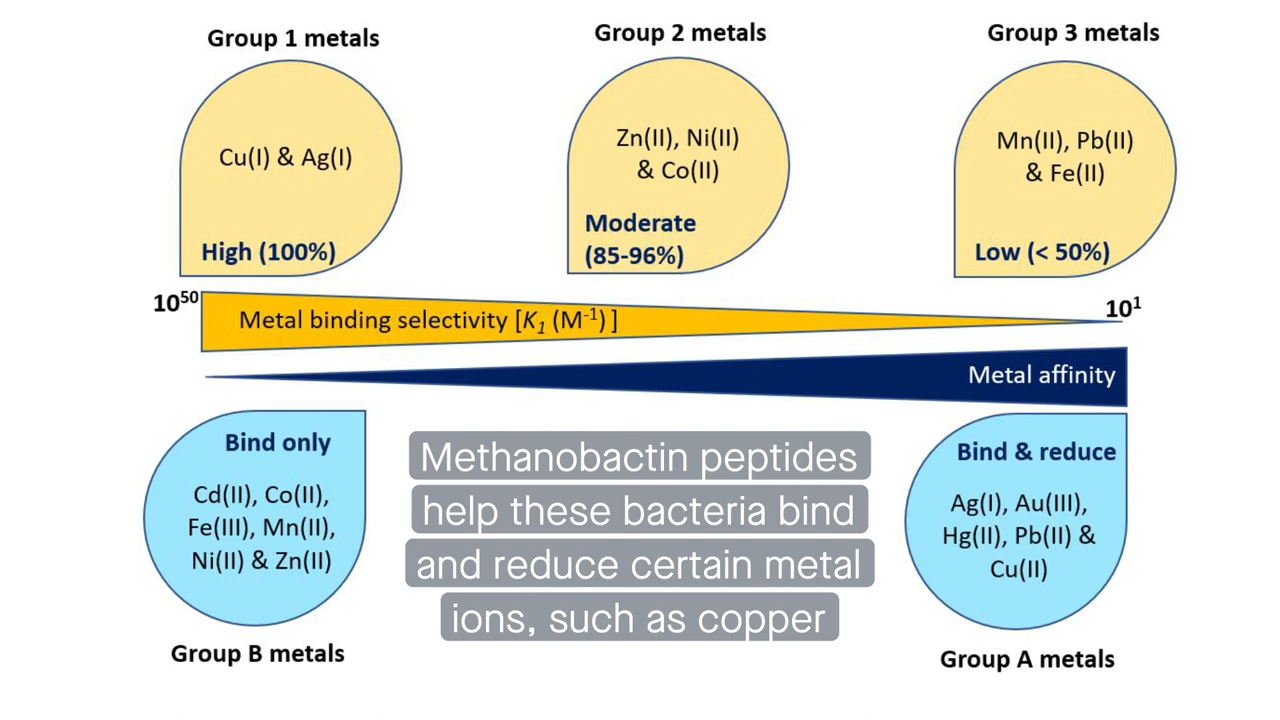 Group 1 metals
Group 2 metals
Group 3 metals
Cu(I) & Ag(I)
High (100%)
Zn(II), Ni(II)
& Co(II)
Moderate
(85-96%)
Mn(II), Pb(II)
& Fe(II)
Low (< 50%)
10⁵⁰
Metal binding selectivity [K₁ (M⁻¹) ]
10¹
Metal affinity
Bind only
Cd(II), Co(II),
Fe(III), Mn(II),
Ni(II) & Zn(II)
Group B metals
Methanobactin peptides
help these bacteria bind
and reduce certain metal
ions, such as copper
Bind & reduce
Ag(I), Au(III),
Hg(II), Pb(II) &
Cu(II)
Group A metals